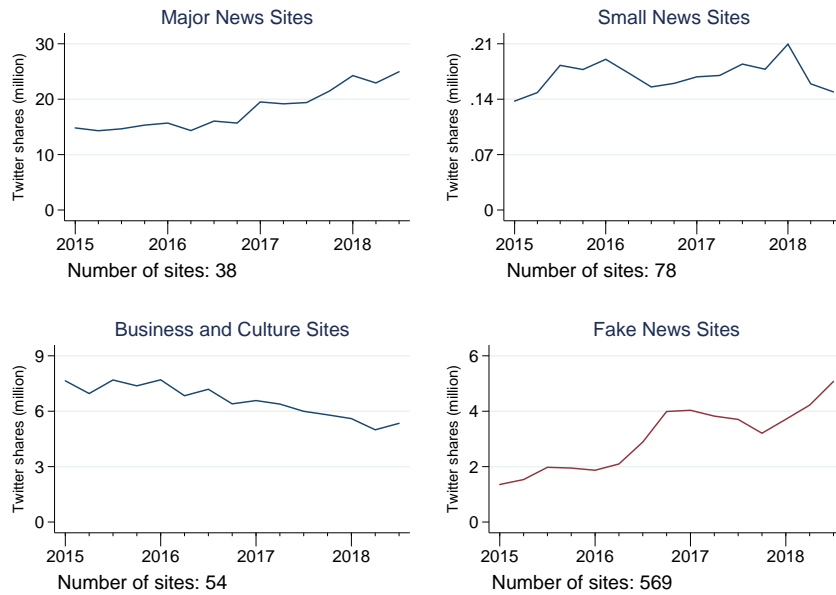 Major News Sites
Twitter shares (million)
30
20
10
0
2015 2016 2017 2018
Number of sites: 38
Small News Sites
Twitter shares (million)
.21
.14
.07
0
2015 2016 2017 2018
Number of sites: 78
Business and Culture Sites
Twitter shares (million)
9
6
3
0
2015 2016 2017 2018
Number of sites: 54
Fake News Sites
Twitter shares (million)
6
4
2
0
2015 2016 2017 2018
Number of sites: 569